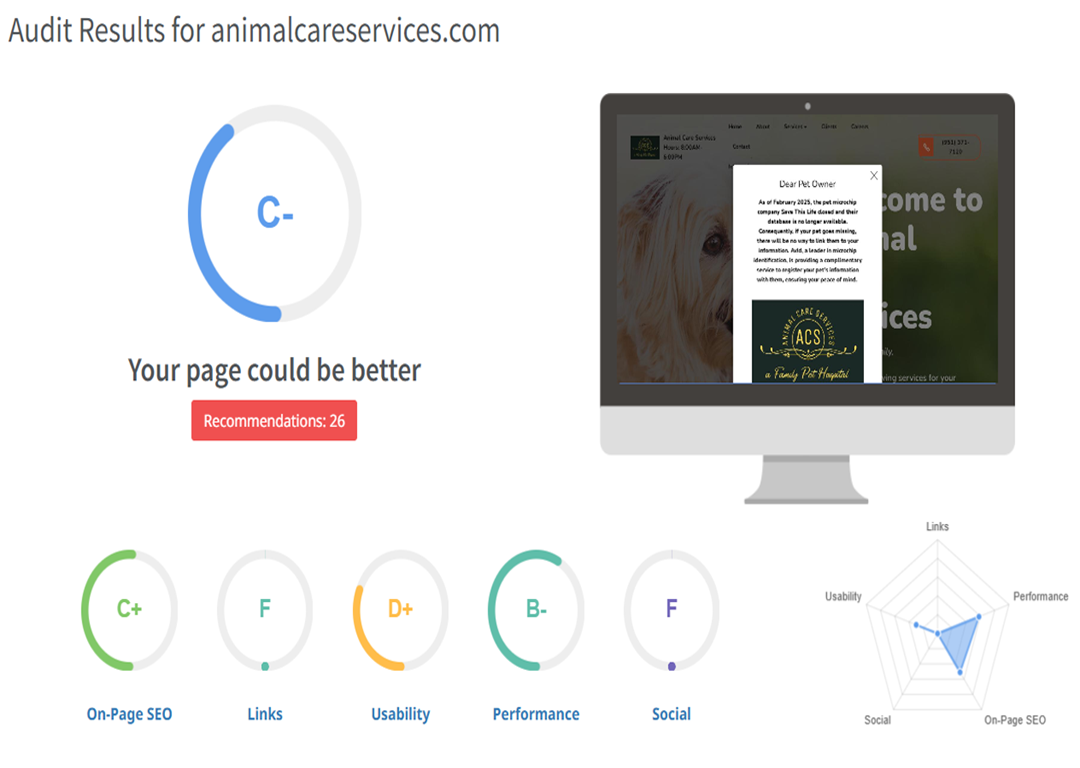 Audit Results for animalcareservices.com
C-
Your page could be better
Recommendations: 26
Home About Services Clients Careers
Contact
Animal Care Services
Hours: 8:00AM
6:00PM
(951) 371-
7120
come to
nal
ices
ily.
ving services for your
X
Dear Pet Owner
As of February 2025, the pet microchip
company Save This Life closed and their
database is no longer available.
Consequently, if your pet goes missing,
there will be no way to link them to your
information. Avid, a leader in microchip
identification, is providing a complimentary
service to register your pet's information
with them, ensuring your peace of mind.
ANIMAL CARE SERVICES
ACS
a Family Pet Hospital
C+
F
D+
B-
F
On-Page SEO
Links
Usability
Performance
Social
Links
Usability
Performance
Social
On-Page SEO